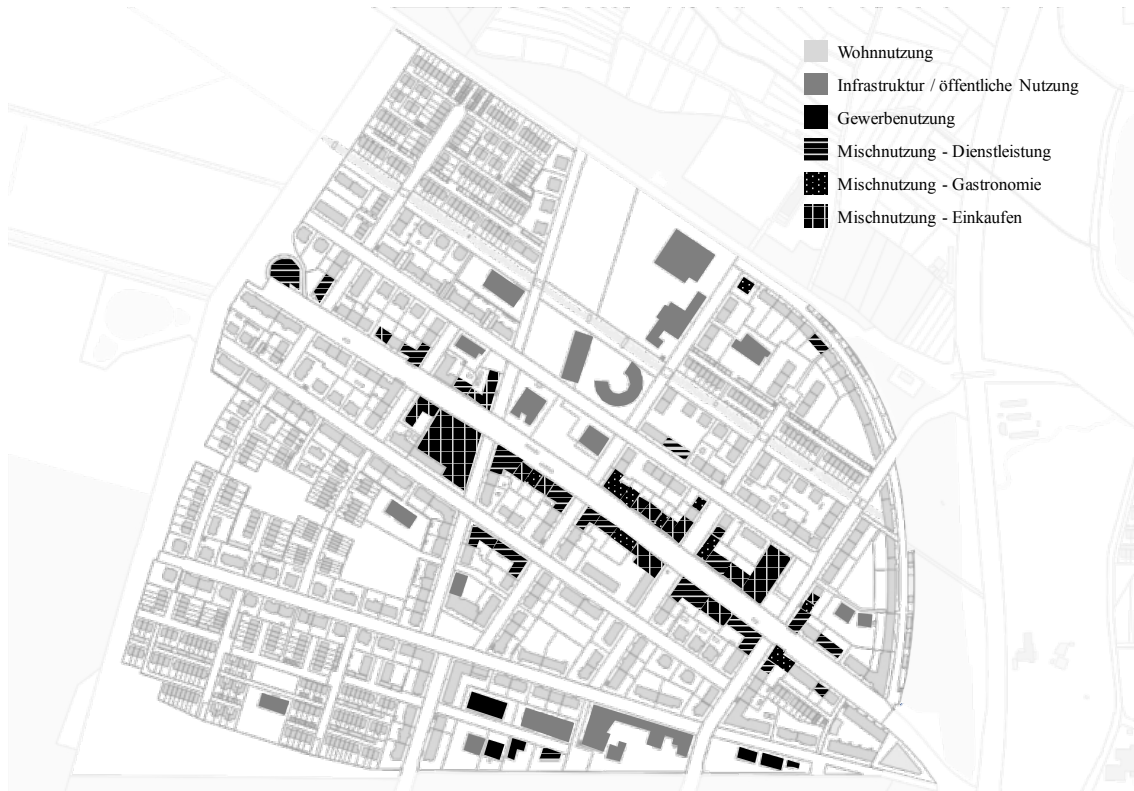 Wohnnutzung
Infrastruktur / öffentliche Nutzung
Gewerbenutzung
Mischnutzung - Dienstleistung
Mischnutzung - Gastronomie
Mischnutzung - Einkaufen